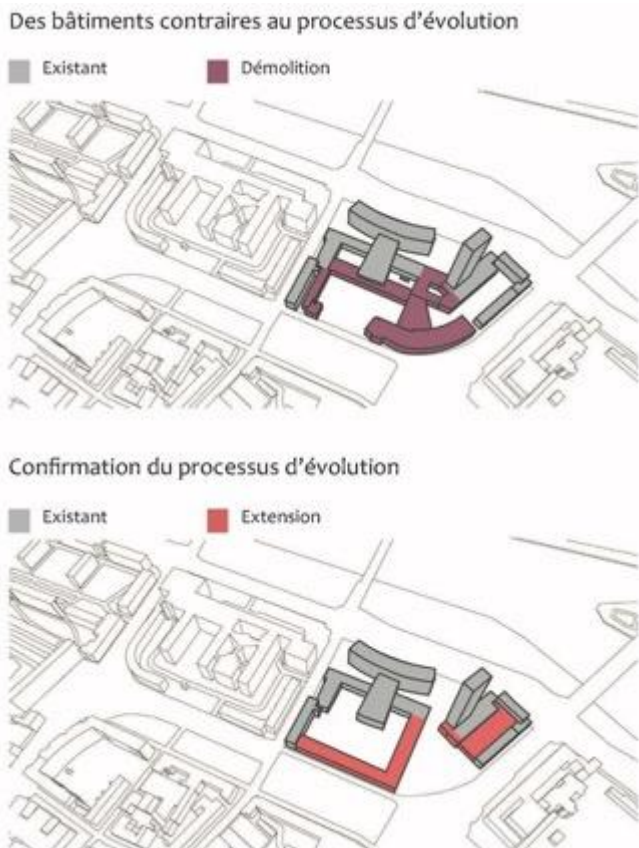 Des bâtiments contraires au processus d'évolution
Existant Démolition
Confirmation du processus d'évolution
Existant Extension